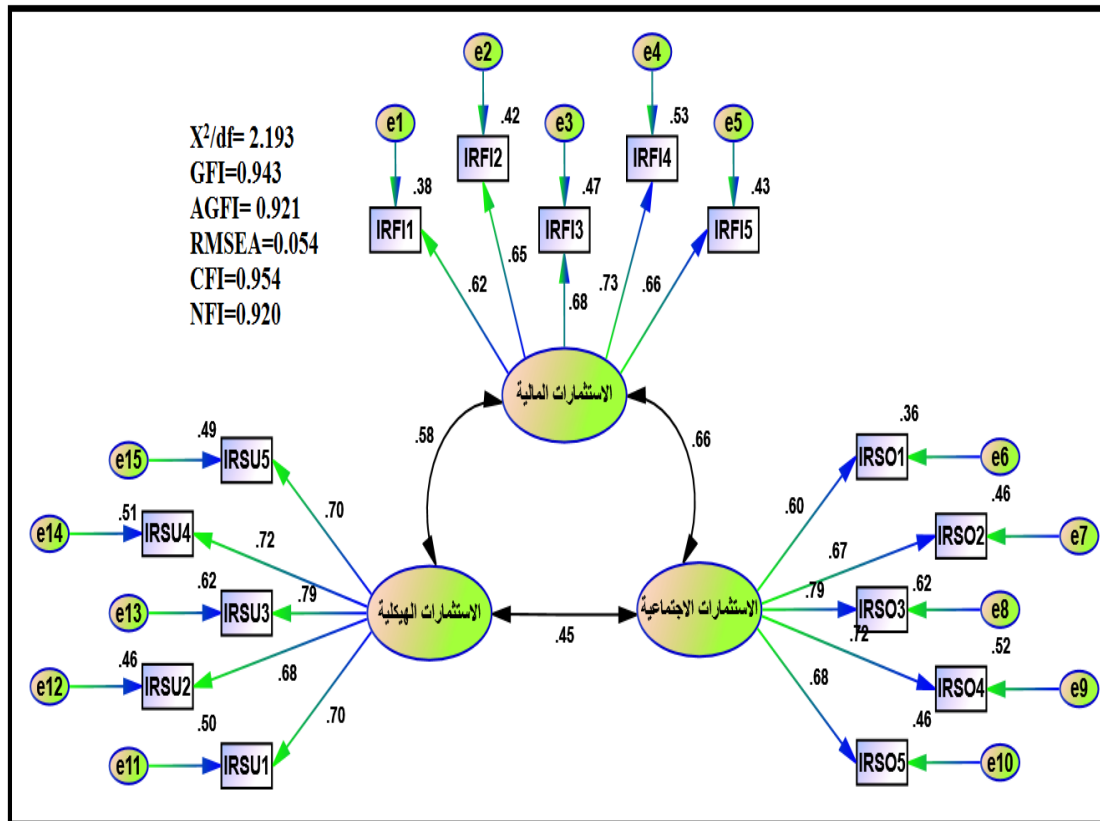 e2
e4
e1
.42
e3
.53
e5
X²/df= 2.193
GFI=0.943
AGFI= 0.921
RMSEA=0.054
CFI=0.954
NFI=0.920
IRFI2
IRFI4
.38
.47
.43
IRFI1
IRFI3
IRFI5
.62
.65
.68
.73
.66
الاستثمارات المالية
.58
.66
e15
.49
IRSU5
.70
e14
.51
IRSU4
.72
e13
.62
IRSU3
.79
e12
.46
IRSU2
.68
e11
.50
IRSU1
.70
الاستثمارات الهيكلية
.45
الاستثمارات الاجتماعية
.36
IRSO1
e6
.60
.46
IRSO2
e7
.67
.79
IRSO3
.62
e8
.72
.52
IRSO4
e9
.68
.46
IRSO5
e10